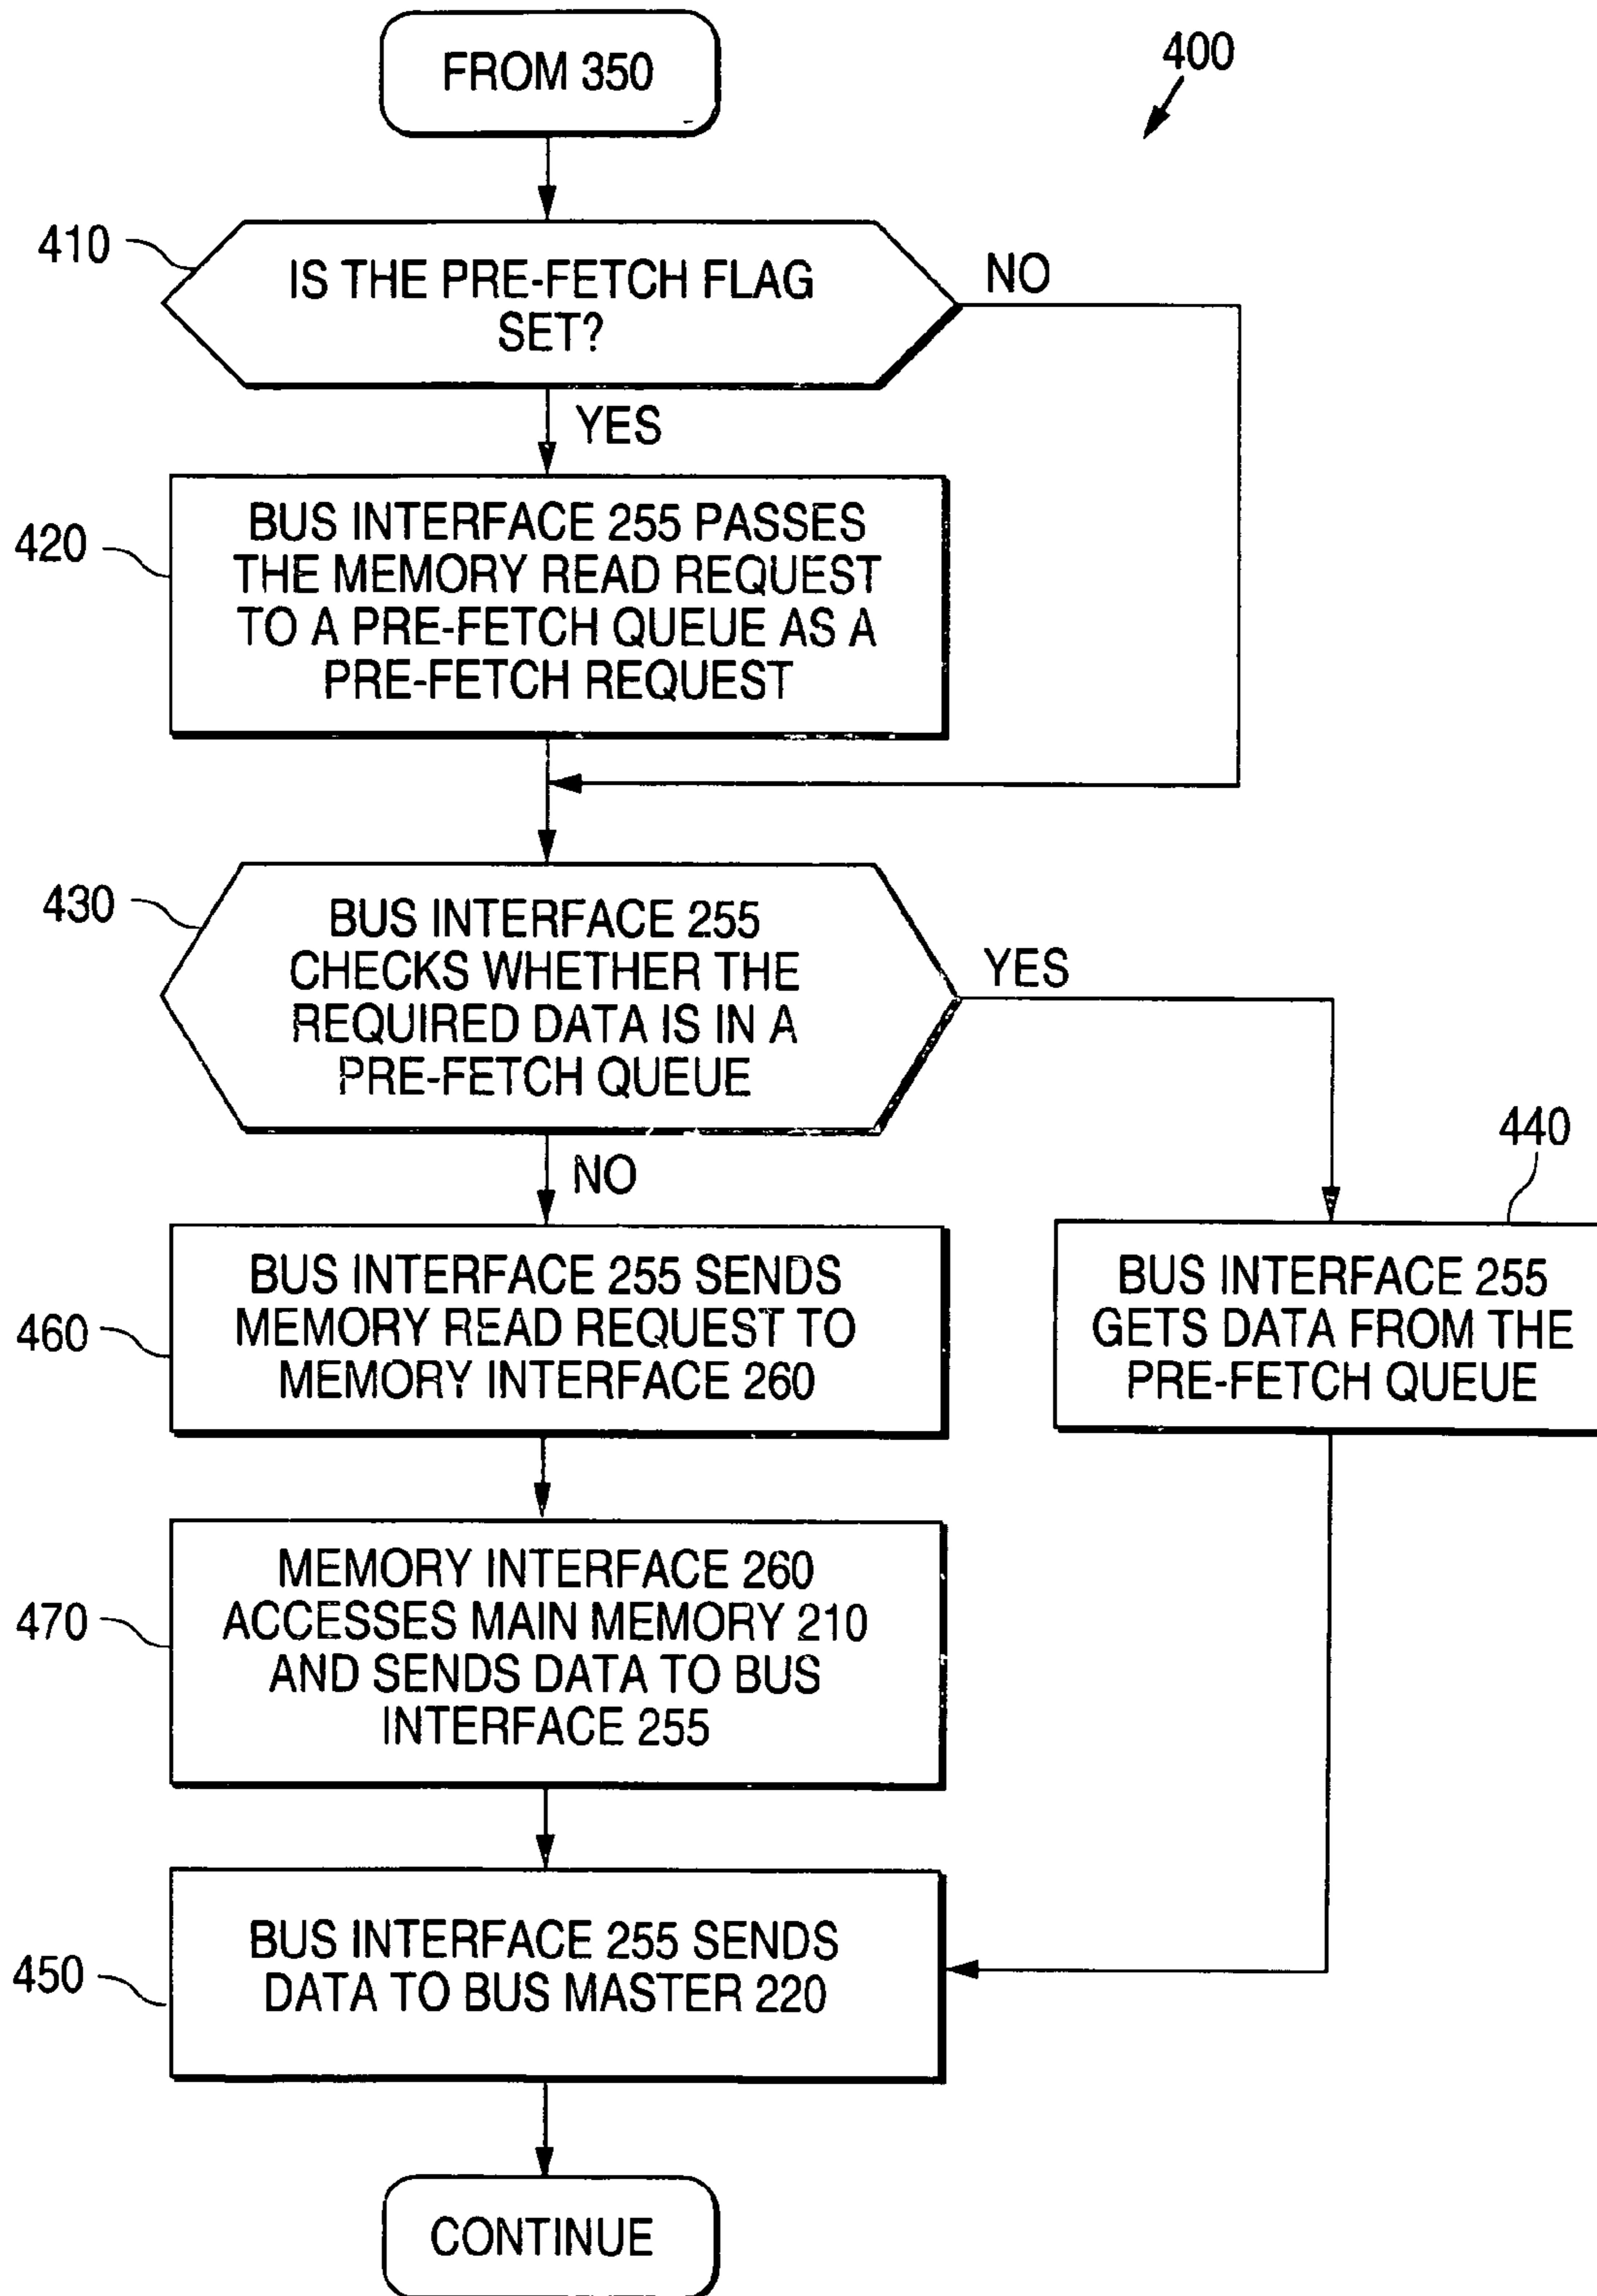 FROM 350
400
410
IS THE PRE-FETCH FLAG
SET?
NO
YES
420
BUS INTERFACE 255 PASSES
THE MEMORY READ REQUEST
TO A PRE-FETCH QUEUE AS A
PRE-FETCH REQUEST
430
BUS INTERFACE 255
CHECKS WHETHER THE
REQUIRED DATA IS IN A
PRE-FETCH QUEUE
YES
NO
440
BUS INTERFACE 255
GETS DATA FROM THE
PRE-FETCH QUEUE
460
BUS INTERFACE 255 SENDS
MEMORY READ REQUEST TO
MEMORY INTERFACE 260
470
MEMORY INTERFACE 260
ACCESSES MAIN MEMORY 210
AND SENDS DATA TO BUS
INTERFACE 255
450
BUS INTERFACE 255 SENDS
DATA TO BUS MASTER 220
CONTINUE